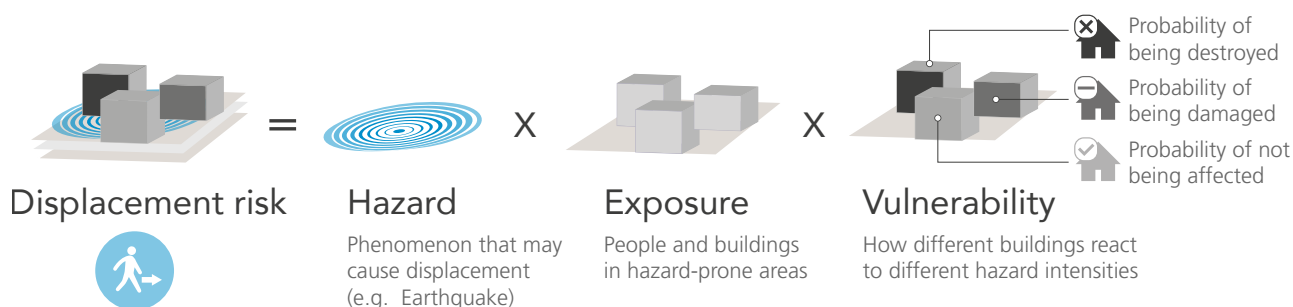 Probability of
being destroyed
Probability of
being damaged
Probability of not
being affected
= X X
Displacement risk
Hazard
Exposure
Vulnerability
Phenomenon that may
cause displacement
(e.g. Earthquake)
People and buildings
in hazard-prone areas
How different buildings react
to different hazard intensities